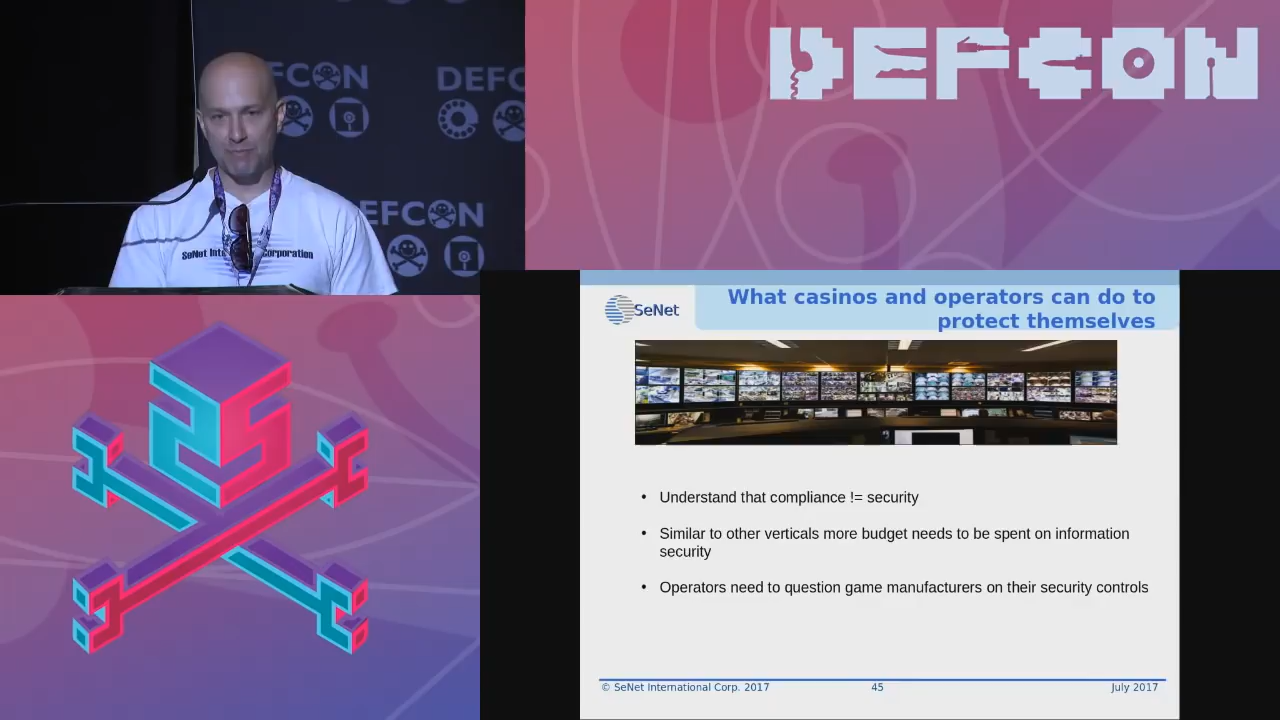 DEFCON
FCON
DEFC
EFCON
SeNet Inte Corporation
SeNet
What casinos and operators can do to
protect themselves
• Understand that compliance != security
• Similar to other verticals more budget needs to be spent on information
security
• Operators need to question game manufacturers on their security controls
© SeNet International Corp. 2017
45
July 2017